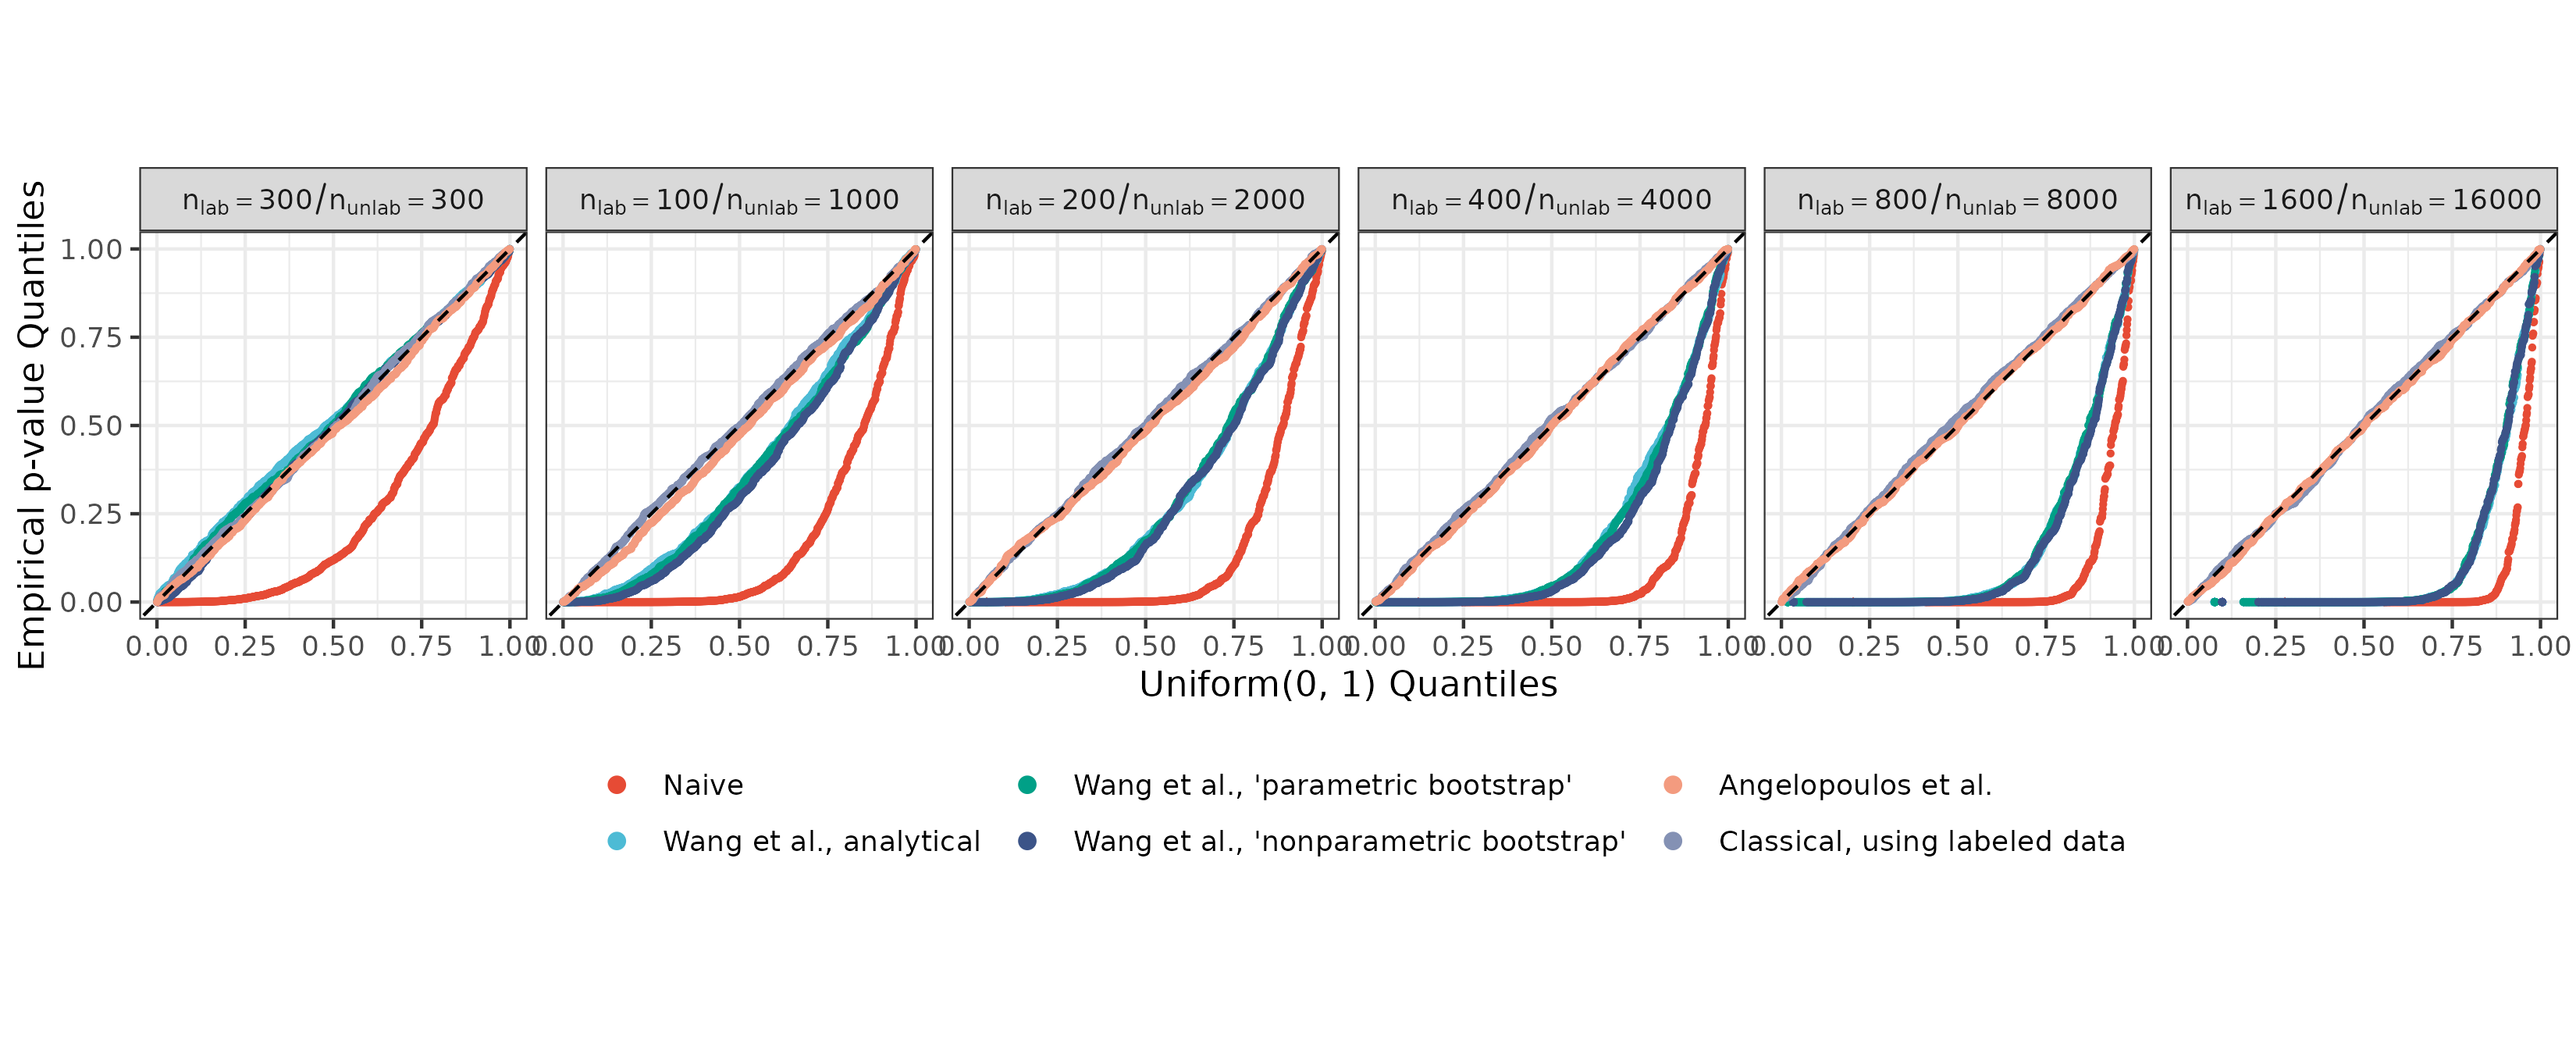 n_lab = 300/n_unlab = 300
n_lab = 100/n_unlab = 1000
n_lab = 200/n_unlab = 2000
n_lab = 400/n_unlab = 4000
n_lab = 800/n_unlab = 8000
n_lab = 1600/n_unlab = 16000
Empirical p-value Quantiles
1.00
0.75
0.50
0.25
0.00
0.00 0.25 0.50 0.75 1.00
0.00 0.25 0.50 0.75 1.00
0.00 0.25 0.50 0.75 1.00
0.00 0.25 0.50 0.75 1.00
0.00 0.25 0.50 0.75 1.00
0.00 0.25 0.50 0.75 1.00
Uniform(0, 1) Quantiles
Naive
Wang et al., 'parametric bootstrap'
Angelopoulos et al.
Wang et al., analytical
Wang et al., 'nonparametric bootstrap'
Classical, using labeled data